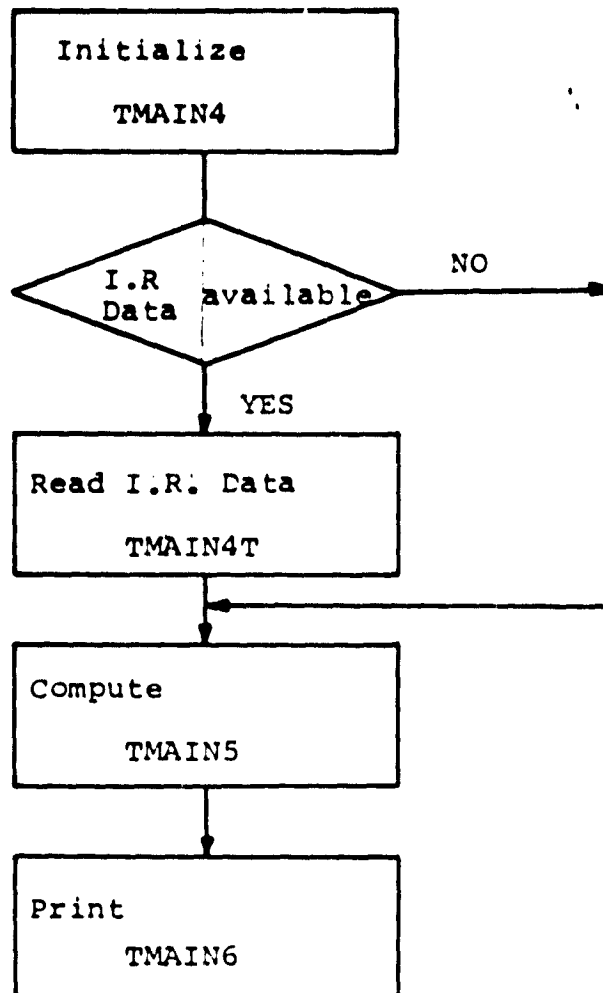 Initialize
TMAIN4
I.R
Data available
NO
YES
Read I.R. Data
TMAIN4T
Compute
TMAIN5
Print
TMAIN6